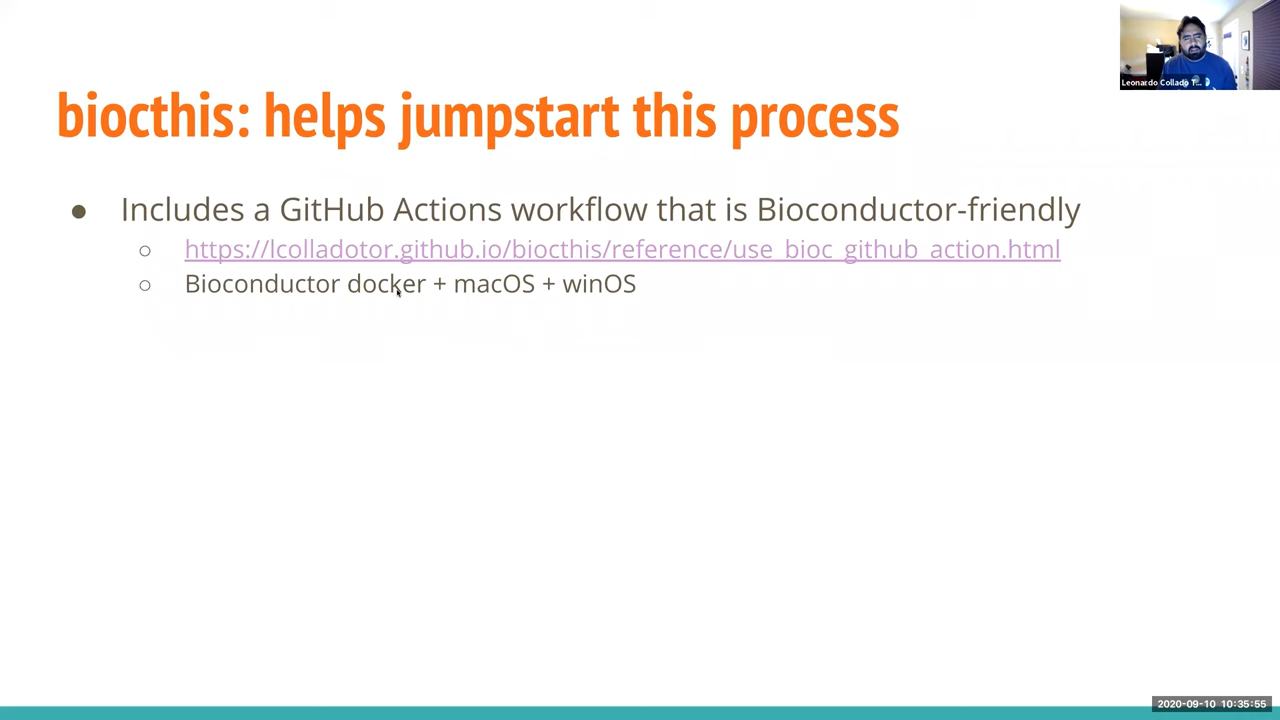 Leonardo Collado T...
biocthis: helps jumpstart this process
● Includes a GitHub Actions workflow that is Bioconductor-friendly
○ https://lcolladotor.github.io/biocthis/reference/use_bioc_github_action.html
○ Bioconductor docker + macOS + winOS
2020-09-10 10:35:55